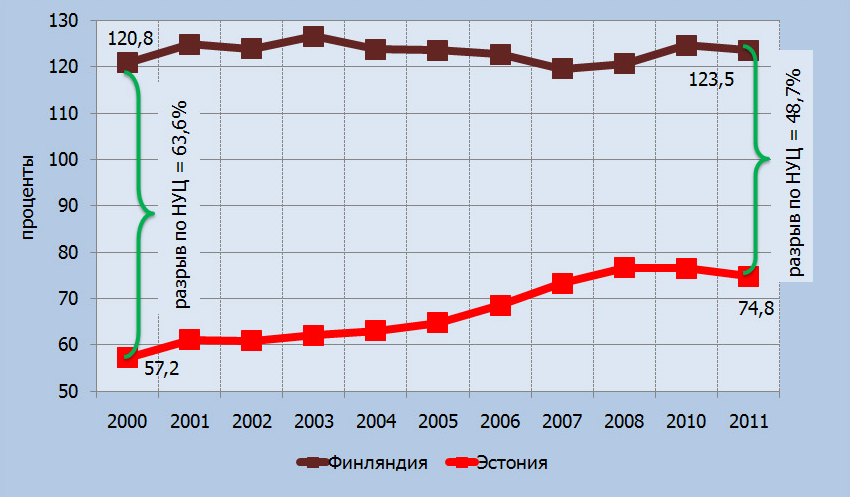 130
120
110
100
90
80
70
60
50
проценты
120,8
57,2
разрыв по НУЦ = 63,6%
123,5
74,8
разрыв по НУЦ = 48,7%
2000 2001 2002 2003 2004 2005 2006 2007 2008 2010 2011
Финляндия Эстония